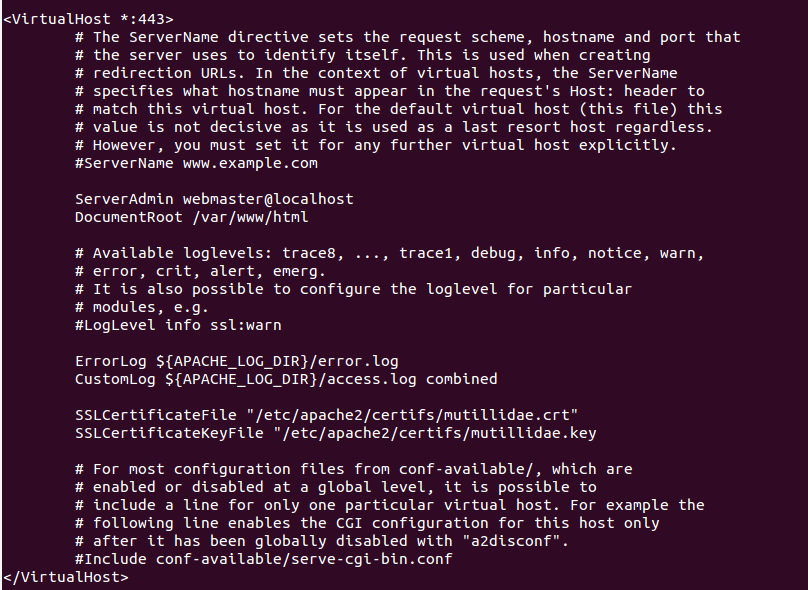 <VirtualHost *:443>
# The ServerName directive sets the request scheme, hostname and port that
# the server uses to identify itself. This is used when creating
# redirection URLs. In the context of virtual hosts, the ServerName
# specifies what hostname must appear in the request's Host: header to
# match this virtual host. For the default virtual host (this file) this
# value is not decisive as it is used as a last resort host regardless.
# However, you must set it for any further virtual host explicitly.
#ServerName www.example.com
ServerAdmin webmaster@localhost
DocumentRoot /var/www/html
# Available loglevels: trace8, ..., trace1, debug, info, notice, warn,
# error, crit, alert, emerg.
# It is also possible to configure the loglevel for particular
# modules, e.g.
#LogLevel info ssl:warn
ErrorLog ${APACHE_LOG_DIR}/error.log
CustomLog ${APACHE_LOG_DIR}/access.log combined
SSLCertificateFile "/etc/apache2/certifs/mutillidae.crt"
SSLCertificateKeyFile "/etc/apache2/certifs/mutillidae.key
# For most configuration files from conf-available/, which are
# enabled or disabled at a global level, it is possible to
# include a line for only one particular virtual host. For example the
# following line enables the CGI configuration for this host only
# after it has been globally disabled with "a2disconf".
#Include conf-available/serve-cgi-bin.conf
</VirtualHost>